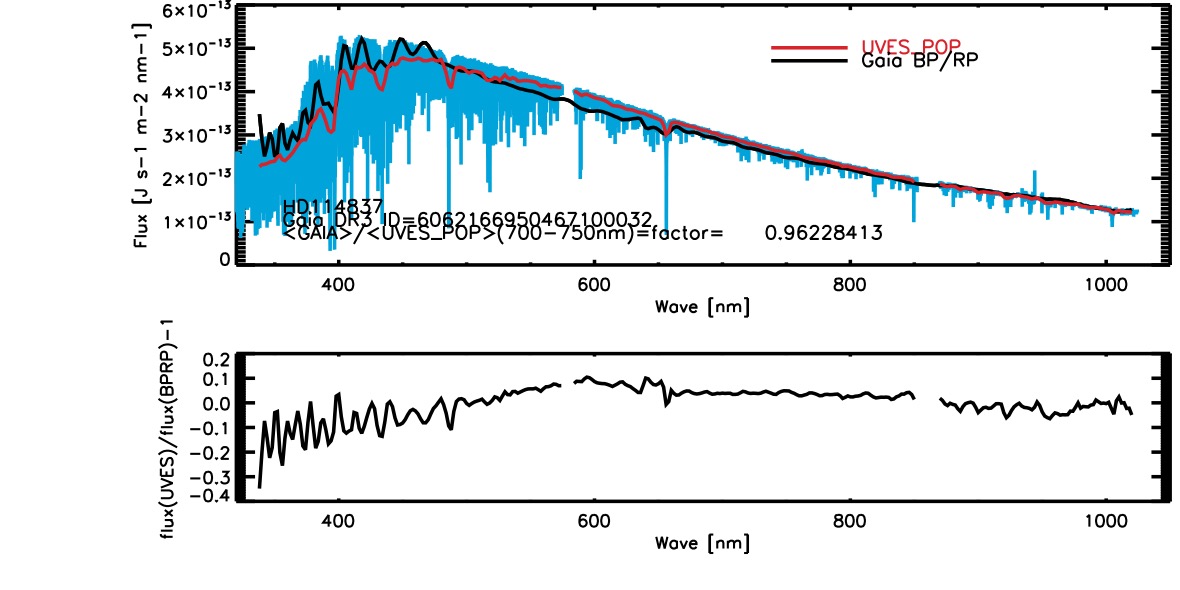 6×10-13
5×10-13
4×10-13
3×10-13
2×10-13
1×10-13
0
Flux [J s-1 m-2 nm-1]
UVES_POP
Gaia BP/RP
HD114837
Gaia DR3 ID=6062166950467100032
<GAIA>/<UVES_POP>(700-750nm)=factor= 0.96228413
400 600 800 1000
Wave [nm]
flux(UVES)/flux(BPRP)-1
0.2
0.1
0.0
-0.1
-0.2
-0.3
-0.4
400 600 800 1000
Wave [nm]